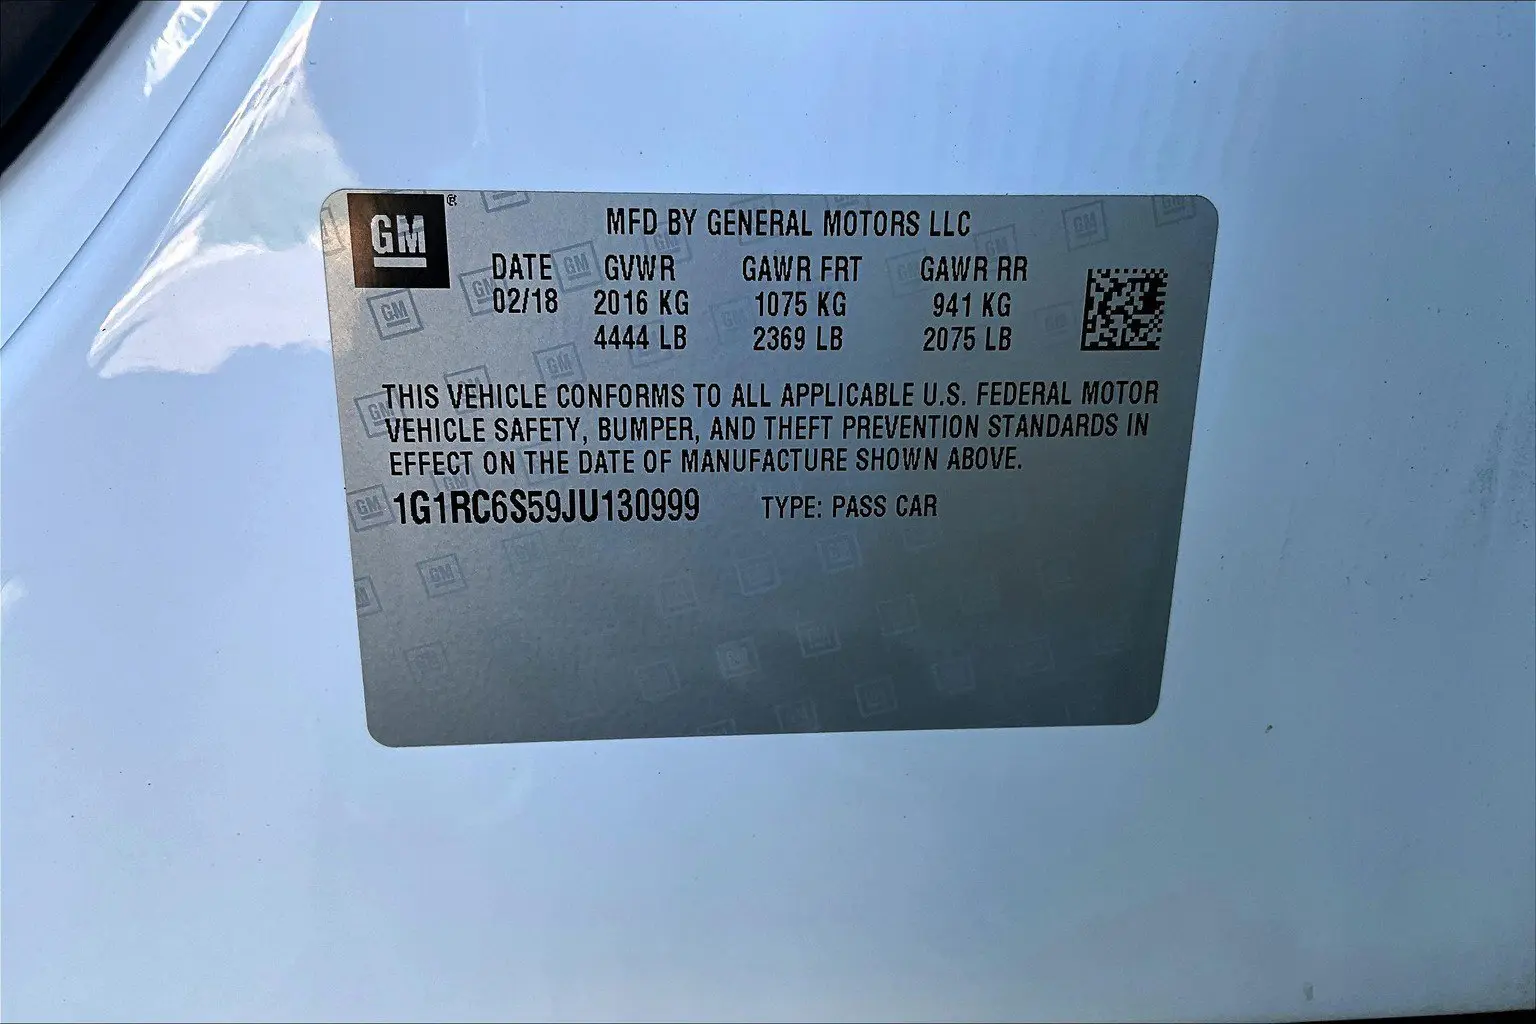 GM®
MFD BY GENERAL MOTORS LLC
DATE GVWR GAWR FRT GAWR RR
02/18 2016 KG 1075 KG 941 KG
4444 LB 2369 LB 2075 LB
THIS VEHICLE CONFORMS TO ALL APPLICABLE U.S. FEDERAL MOTOR
VEHICLE SAFETY, BUMPER, AND THEFT PREVENTION STANDARDS IN
EFFECT ON THE DATE OF MANUFACTURE SHOWN ABOVE.
1G1RC6S59JU130999 TYPE: PASS CAR